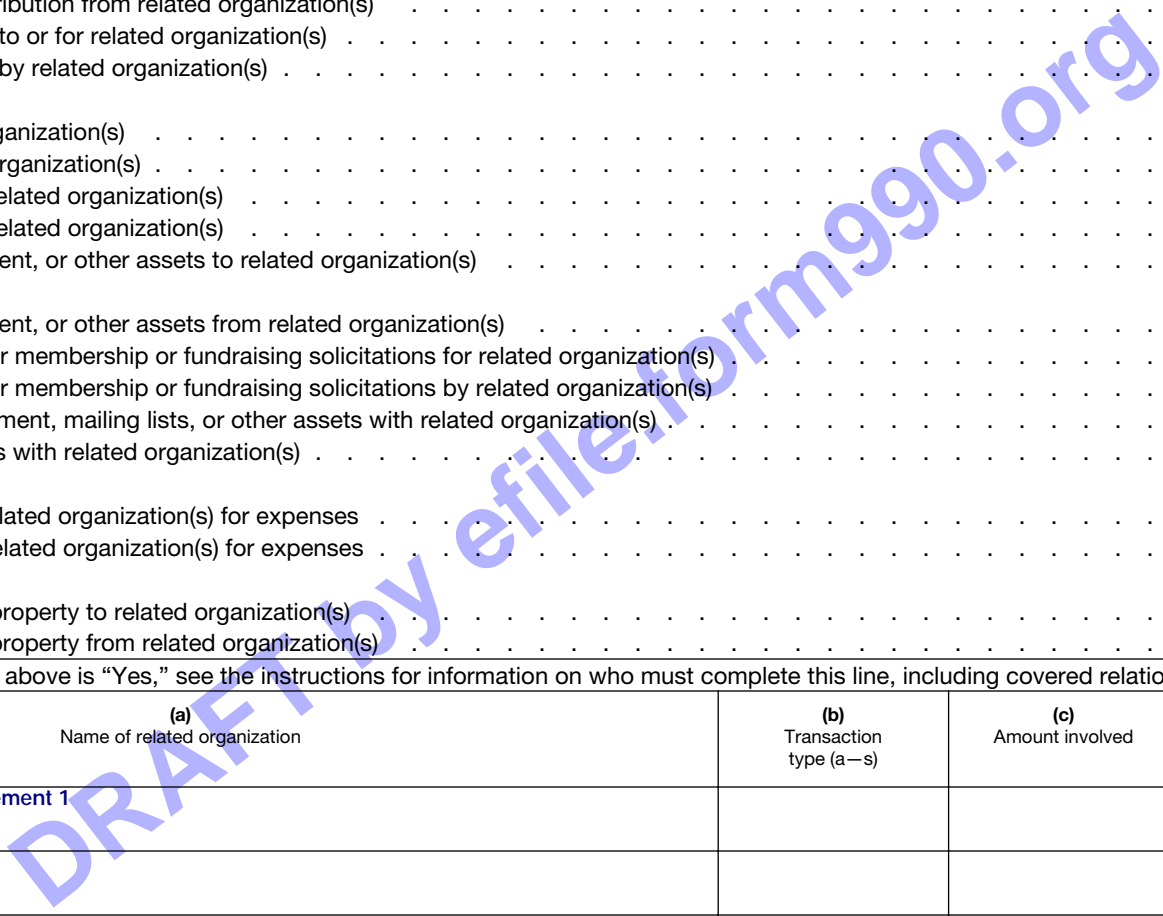 ribution from related organization(s) . . . . . . . . . . . . . . . . . . . . . . . .
to or for related organization(s) . . . . . . . . . . . . . . . . . . . . . . . . . .
by related organization(s) . . . . . . . . . . . . . . . . . . . . . . . . . . . .
ganization(s) . . . . . . . . . . . . . . . . . . . . . . . . . . . . . . . .
rganization(s) . . . . . . . . . . . . . . . . . . . . . . . . . . . . . . . .
elated organization(s) . . . . . . . . . . . . . . . . . . . . . . . . . . . . .
elated organization(s) . . . . . . . . . . . . . . . . . . . . . . . . . . . . .
ent, or other assets to related organization(s) . . . . . . . . . . . . . . . . . . . . .
ent, or other assets from related organization(s) . . . . . . . . . . . . . . . . . . . .
r membership or fundraising solicitations for related organization(s) . . . . . . . . . . . . . .
r membership or fundraising solicitations by related organization(s) . . . . . . . . . . . . . .
ment, mailing lists, or other assets with related organization(s) . . . . . . . . . . . . . . . .
s with related organization(s) . . . . . . . . . . . . . . . . . . . . . . . . . . .
lated organization(s) for expenses . . . . . . . . . . . . . . . . . . . . . . . . .
elated organization(s) for expenses . . . . . . . . . . . . . . . . . . . . . . . . .
property to related organization(s) . . . . . . . . . . . . . . . . . . . . . . . . .
property from related organization(s) . . . . . . . . . . . . . . . . . . . . . . . .
above is “Yes,” see the instructions for information on who must complete this line, including covered relatio
(a)
Name of related organization
(b)
Transaction
type (a—s)
(c)
Amount involved
ement 1
DRAFT by efile.form990.org